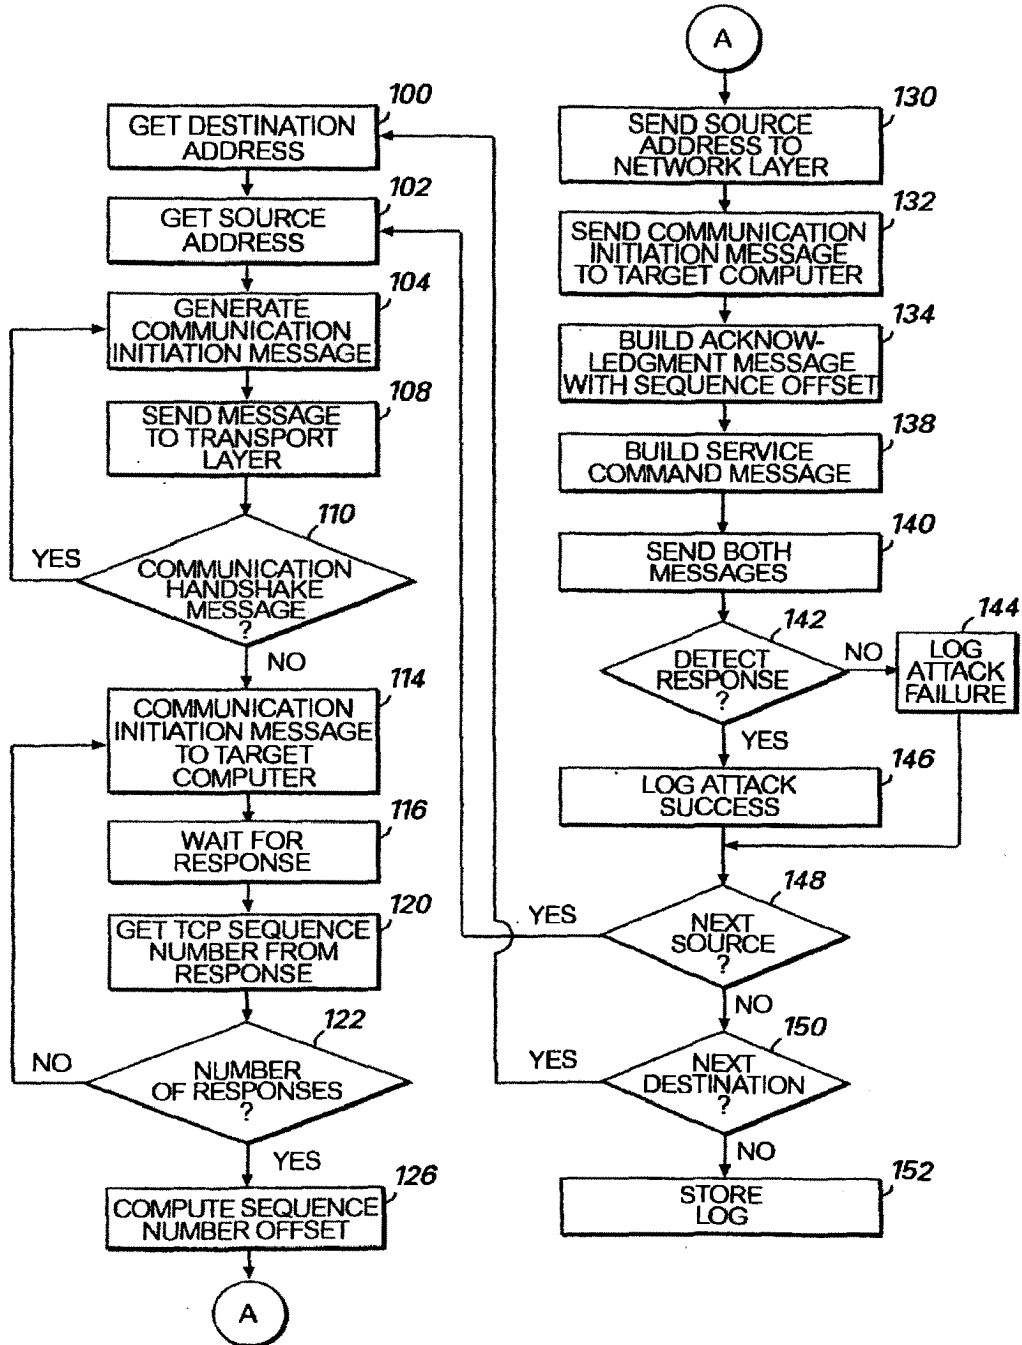 100
GET DESTINATION
ADDRESS
102
GET SOURCE
ADDRESS
104
GENERATE
COMMUNICATION
INITIATION MESSAGE
108
SEND MESSAGE
TO TRANSPORT
LAYER
110
YES
COMMUNICATION
HANDSHAKE
MESSAGE
?
NO
114
COMMUNICATION
INITIATION MESSAGE
TO TARGET
COMPUTER
116
WAIT FOR
RESPONSE
120
GET TCP SEQUENCE
NUMBER FROM
RESPONSE
122
NO
NUMBER
OF RESPONSES
?
YES
126
COMPUTE SEQUENCE
NUMBER OFFSET
A
A
130
SEND SOURCE
ADDRESS TO
NETWORK LAYER
132
SEND COMMUNICATION
INITIATION MESSAGE
TO TARGET COMPUTER
134
BUILD ACKNOW-
LEDGMENT MESSAGE
WITH SEQUENCE OFFSET
138
BUILD SERVICE
COMMAND MESSAGE
140
SEND BOTH
MESSAGES
142
DETECT
RESPONSE
?
NO
144
LOG
ATTACK
FAILURE
YES
146
LOG ATTACK
SUCCESS
148
YES
NEXT
SOURCE
?
NO
150
YES
NEXT
DESTINATION
?
NO
152
STORE
LOG